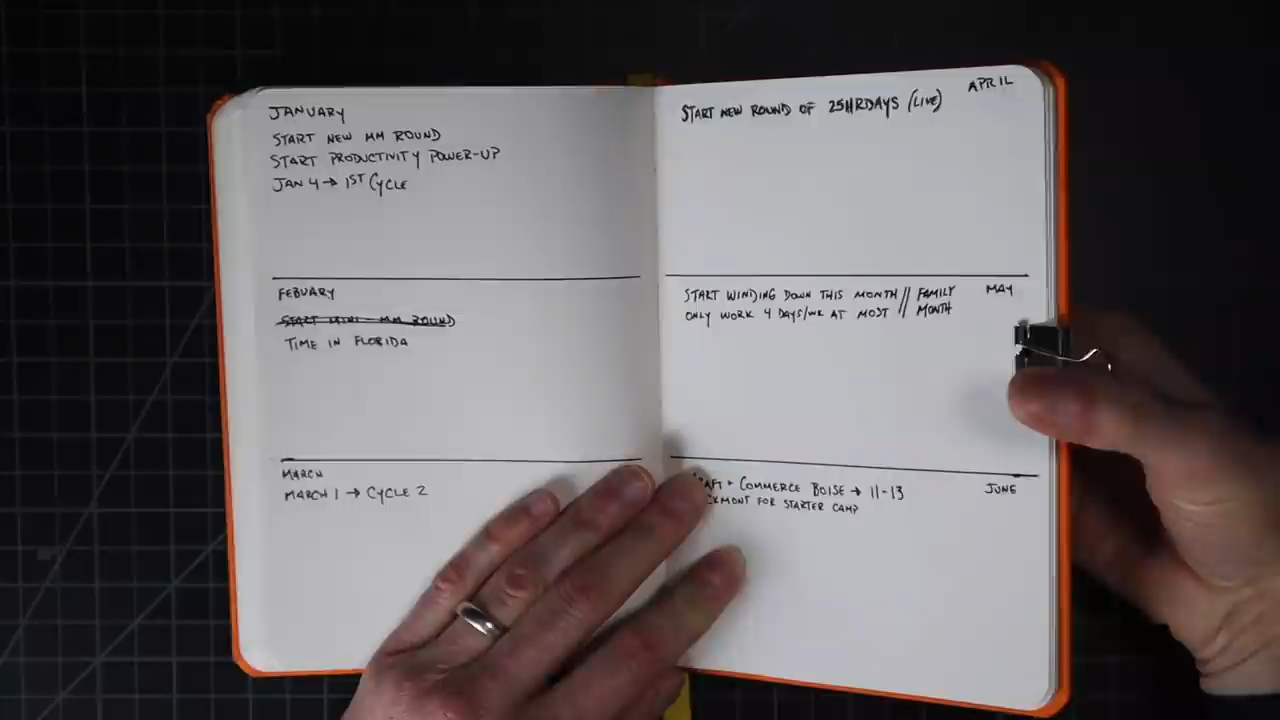 JANUARY
START NEW MM ROUND
START PRODUCTIVITY POWER-UP
JAN 4 → 1ST CYCLE
FEBUARY
START MINI-MM ROUND
TIME IN FLORIDA
MARCH
MARCH 1 → CYCLE 2
APRIL
START NEW ROUND OF 25HRDAYS (LIVE)
MAY
START WINDING DOWN THIS MONTH // FAMILY
ONLY WORK 4 DAYS/WK AT MOST // MONTH
JUNE
COMMERCE BOISE → 11-13
FOR STARTER CAMP